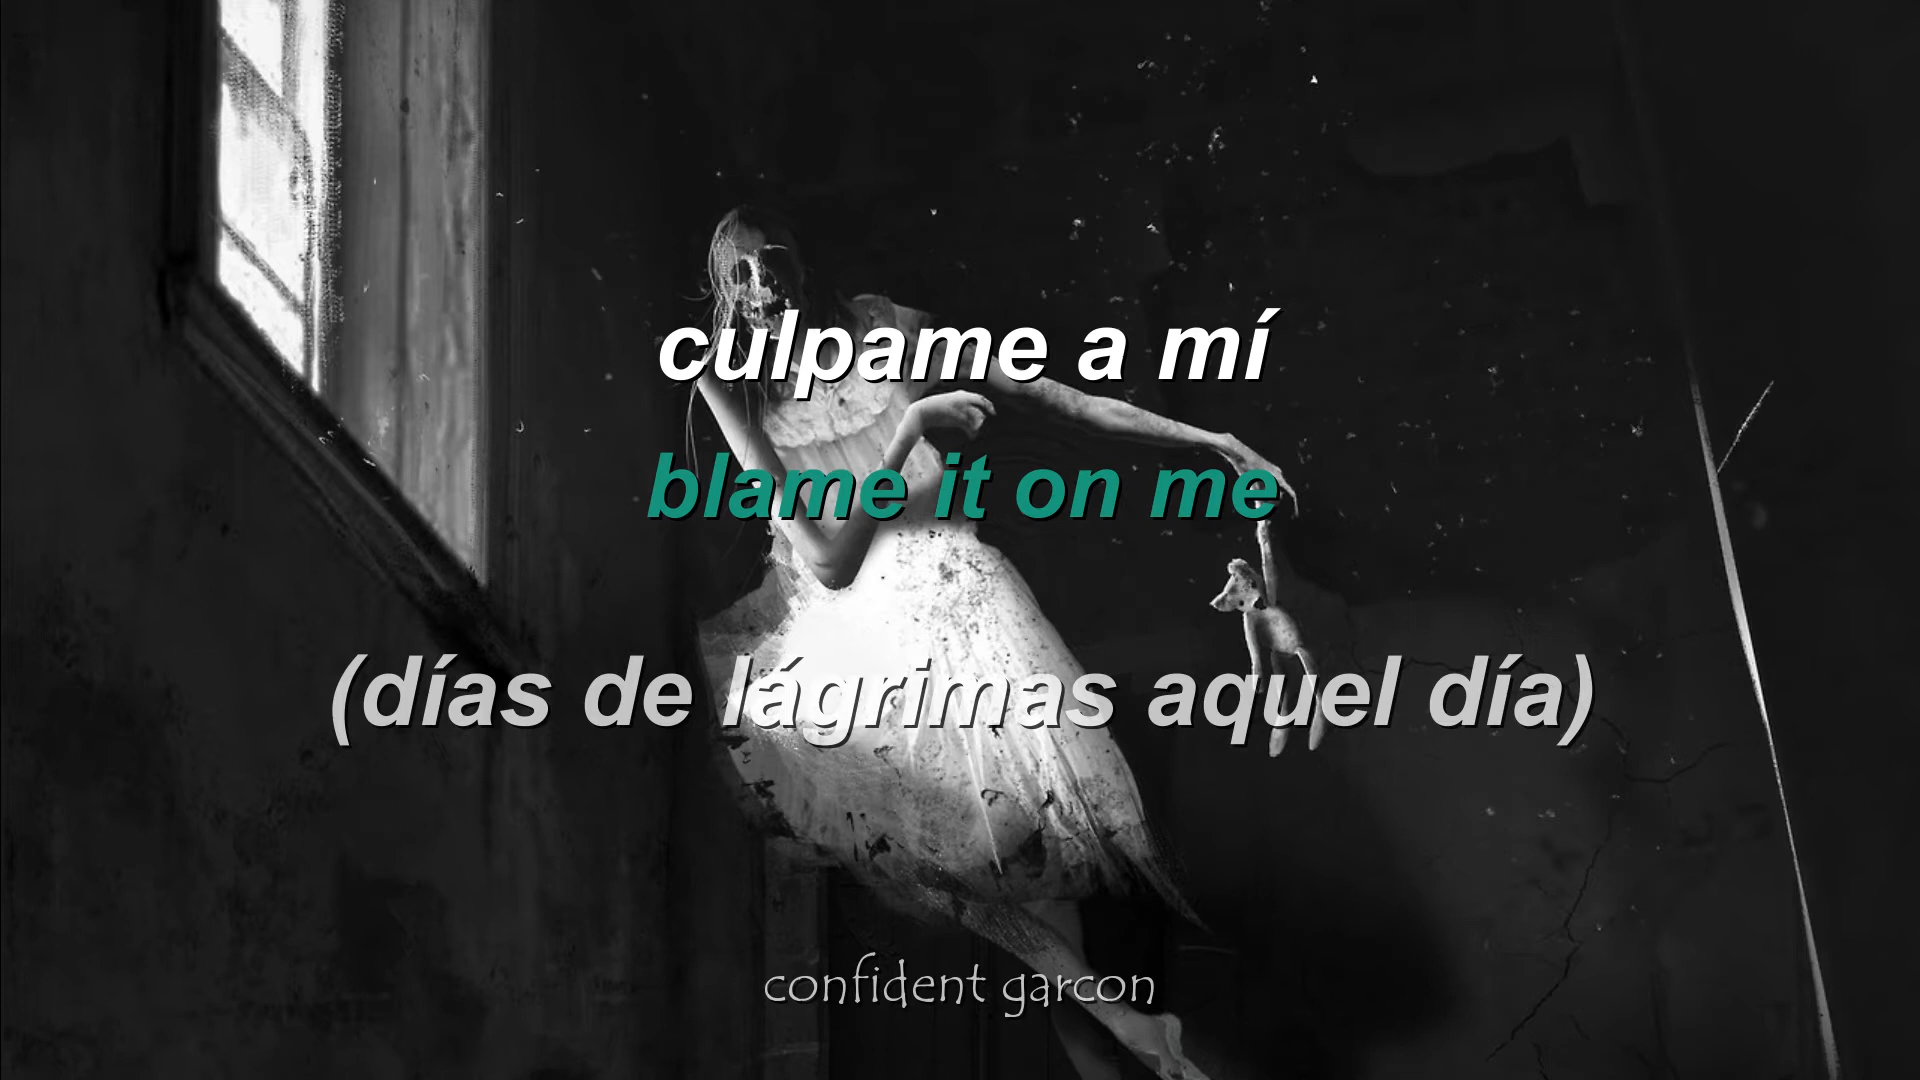 culpame a mí
blame it on me
(días de lágrimas aquel día)
confident garcon